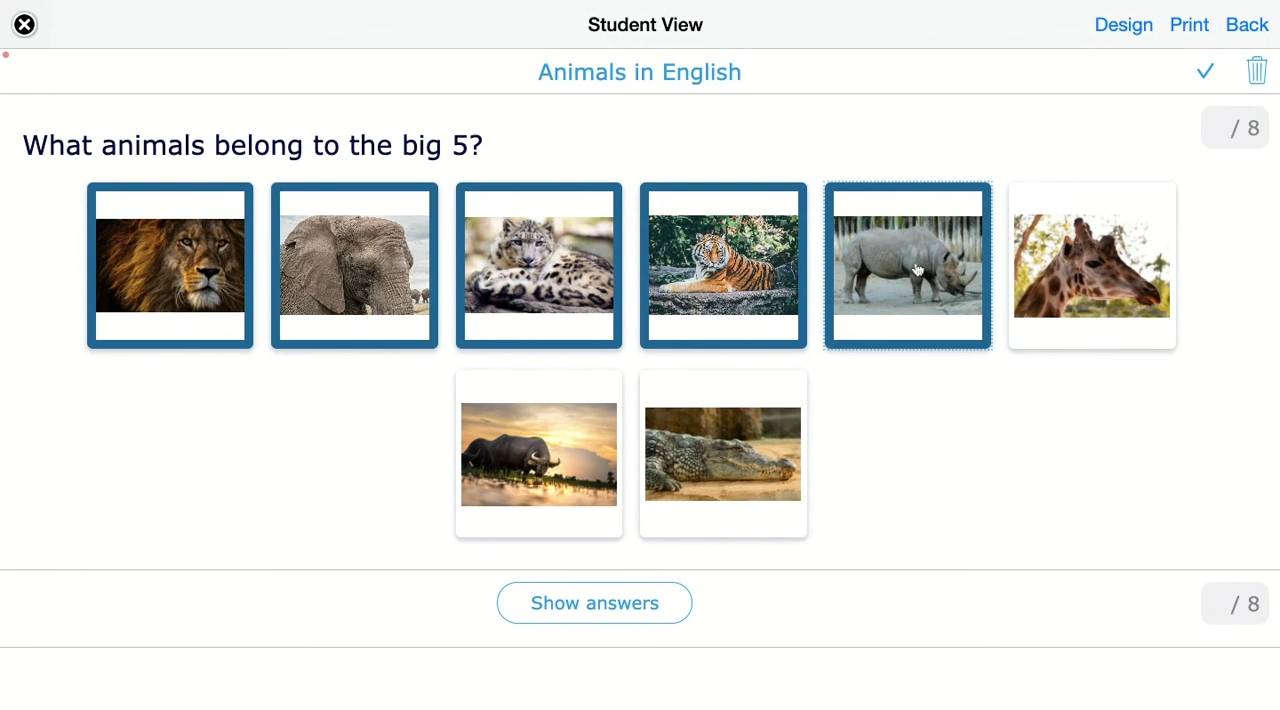 Student View
Design Print Back
Animals in English
/ 8
What animals belong to the big 5?
Show answers
/ 8